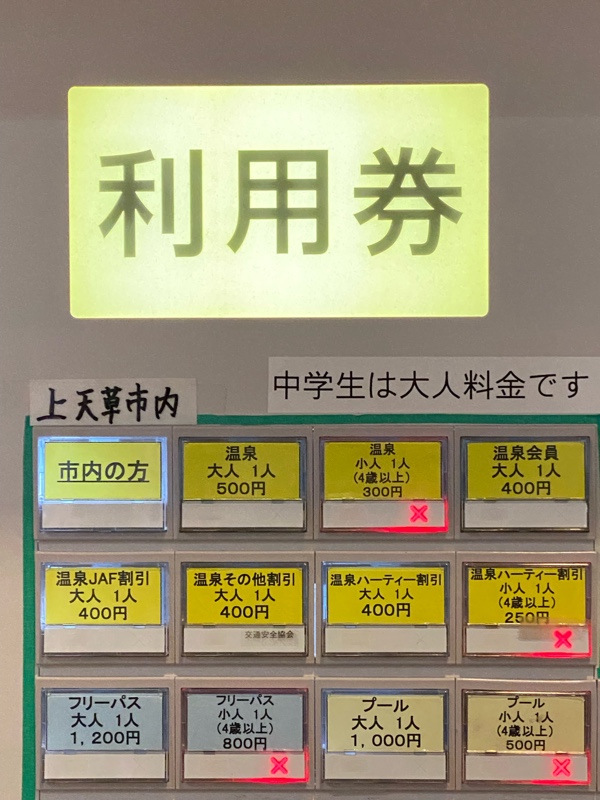 利用券
上天草市内
中学生は大人料金です
市内の方
温泉
大人 1人
500円
温泉
小人 1人
(4歳以上)
300円
×
温泉会員
大人 1人
400円
温泉JAF割引
大人 1人
400円
温泉その他割引
大人 1人
400円
交通安全協会
温泉ハーティー割引
大人 1人
400円
温泉ハーティー割引
小人 1人
(4歳以上)
250円
×
フリーパス
大人 1人
1,200円
フリーパス
小人 1人
(4歳以上)
800円
×
プール
大人 1人
1,000円
プール
小人 1人
(4歳以上)
500円
×